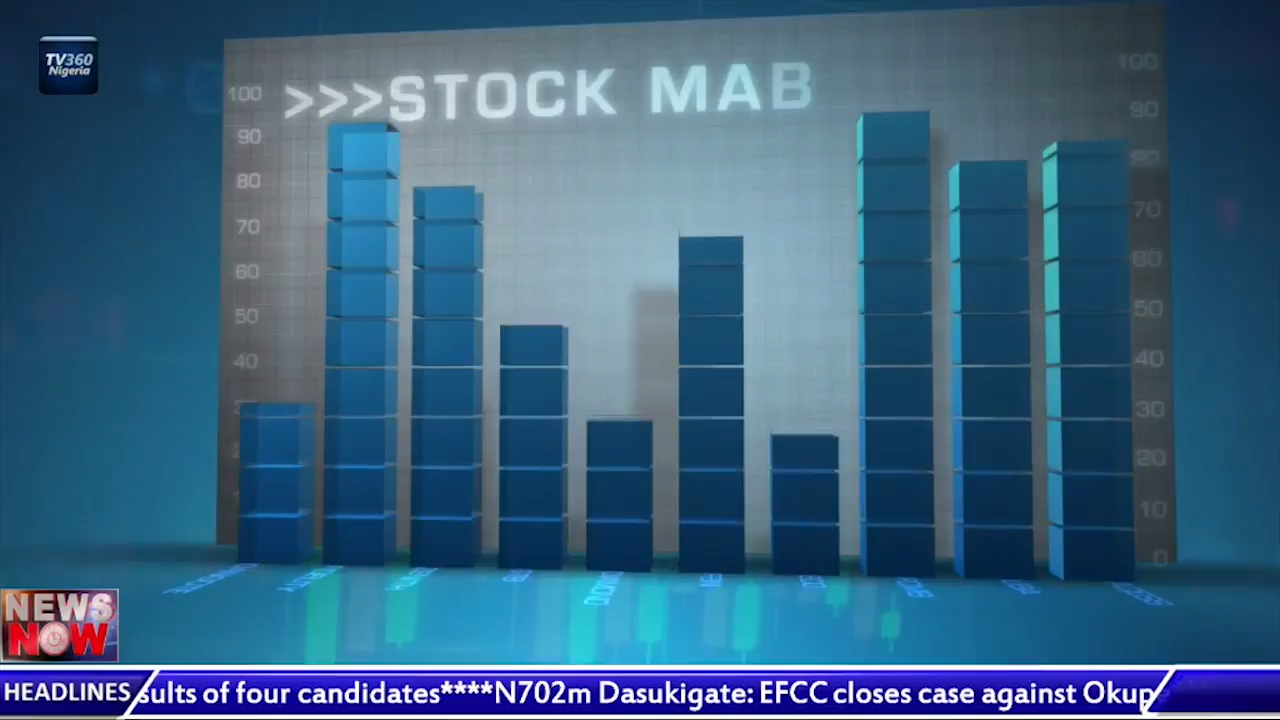 TV360
Nigeria
>>>STOCK MAB
100
90
80
70
60
50
40
100
90
80
70
60
50
40
30
20
10
0
NEWS
NOW
HEADLINES
sults of four candidates****N702m Dasukigate: EFCC closes case against Okup